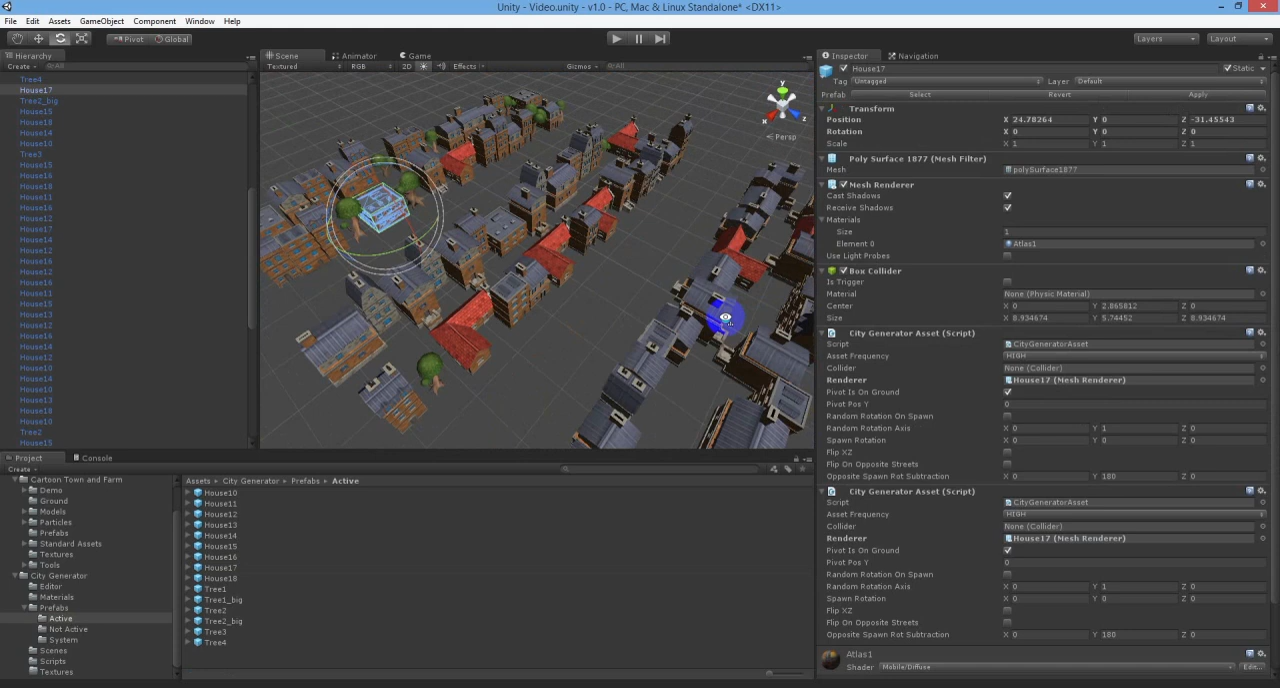 Unity - Video.unity - v1.0 - PC, Mac & Linux Standalone* <DX11>
File Edit Assets GameObject Component Window Help
Pivot Global Layers Layout
Hierarchy
Create All
Tree4
House17
Tree2_big
House15
House18
House14
House10
Tree3
House15
House16
House18
House11
House16
House12
House17
House14
House12
House16
House12
House16
House11
House15
House13
House12
House16
House14
House12
House10
House14
House10
House13
House18
House10
Tree2
House15
Scene Animator Game
Textured RGB 2D Effects Gizmos All
y
x
z
Persp
Inspector Navigation
House17 Static
Tag Untagged Layer Default
Prefab Select Revert Apply
Transform
Position X 24.78264 Y 0 Z -31.45543
Rotation X 0 Y 0 Z 0
Scale X 1 Y 1 Z 1
Poly Surface 1877 (Mesh Filter)
Mesh polySurface1877
Mesh Renderer
Cast Shadows
Receive Shadows
Materials
Size 1
Element 0 Atlas1
Use Light Probes
Box Collider
Is Trigger
Material None (Physic Material)
Center X 0 Y 2.865812 Z 0
Size X 8.934674 Y 5.74452 Z 8.934674
City Generator Asset (Script)
Script CityGeneratorAsset
Asset Frequency HIGH
Collider None (Collider)
Renderer House17 (Mesh Renderer)
Pivot Is On Ground
Pivot Pos Y 0
Random Rotation On Spawn
Random Rotation Axis X 0 Y 1 Z 0
Spawn Rotation X 0 Y 0 Z 0
Flip XZ
Flip On Opposite Streets
Opposite Spawn Rot Subtraction X 0 Y 180 Z 0
City Generator Asset (Script)
Script CityGeneratorAsset
Asset Frequency HIGH
Collider None (Collider)
Renderer House17 (Mesh Renderer)
Pivot Is On Ground
Pivot Pos Y 0
Random Rotation On Spawn
Random Rotation Axis X 0 Y 1 Z 0
Spawn Rotation X 0 Y 0 Z 0
Flip XZ
Flip On Opposite Streets
Opposite Spawn Rot Subtraction X 0 Y 180 Z 0
Atlas1
Shader Mobile/Diffuse Edit...
Project Console
Create
Cartoon Town and Farm
Demo
Ground
Models
Particles
Prefabs
Standard Assets
Textures
Tools
City Generator
Editor
Materials
Prefabs
Active
Not Active
System
Scenes
Scripts
Textures
Assets City Generator Prefabs Active
House10
House11
House12
House13
House14
House15
House16
House17
House18
Tree1
Tree1_big
Tree2
Tree2_big
Tree3
Tree4